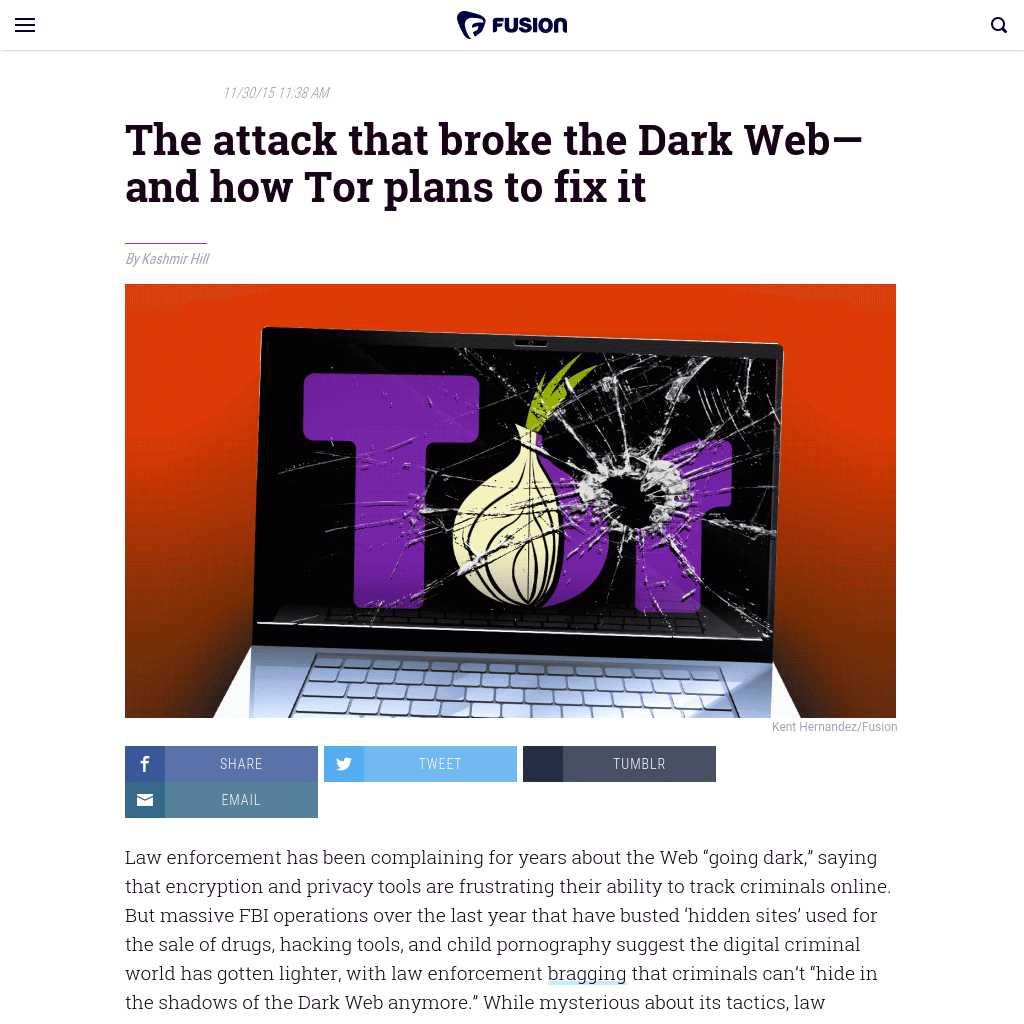 FUSION
11/30/15 11:38 AM
The attack that broke the Dark Web—
and how Tor plans to fix it
By Kashmir Hill
Tor
Kent Hernandez/Fusion
SHARE
TWEET
TUMBLR
EMAIL
Law enforcement has been complaining for years about the Web “going dark,” saying
that encryption and privacy tools are frustrating their ability to track criminals online.
But massive FBI operations over the last year that have busted ‘hidden sites’ used for
the sale of drugs, hacking tools, and child pornography suggest the digital criminal
world has gotten lighter, with law enforcement bragging that criminals can’t “hide in
the shadows of the Dark Web anymore.” While mysterious about its tactics, law